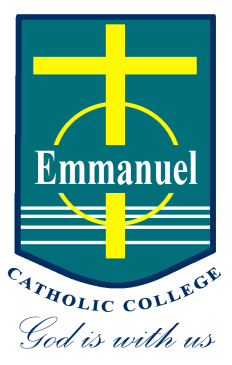 Emmanuel
CATHOLIC COLLEGE
God is with us